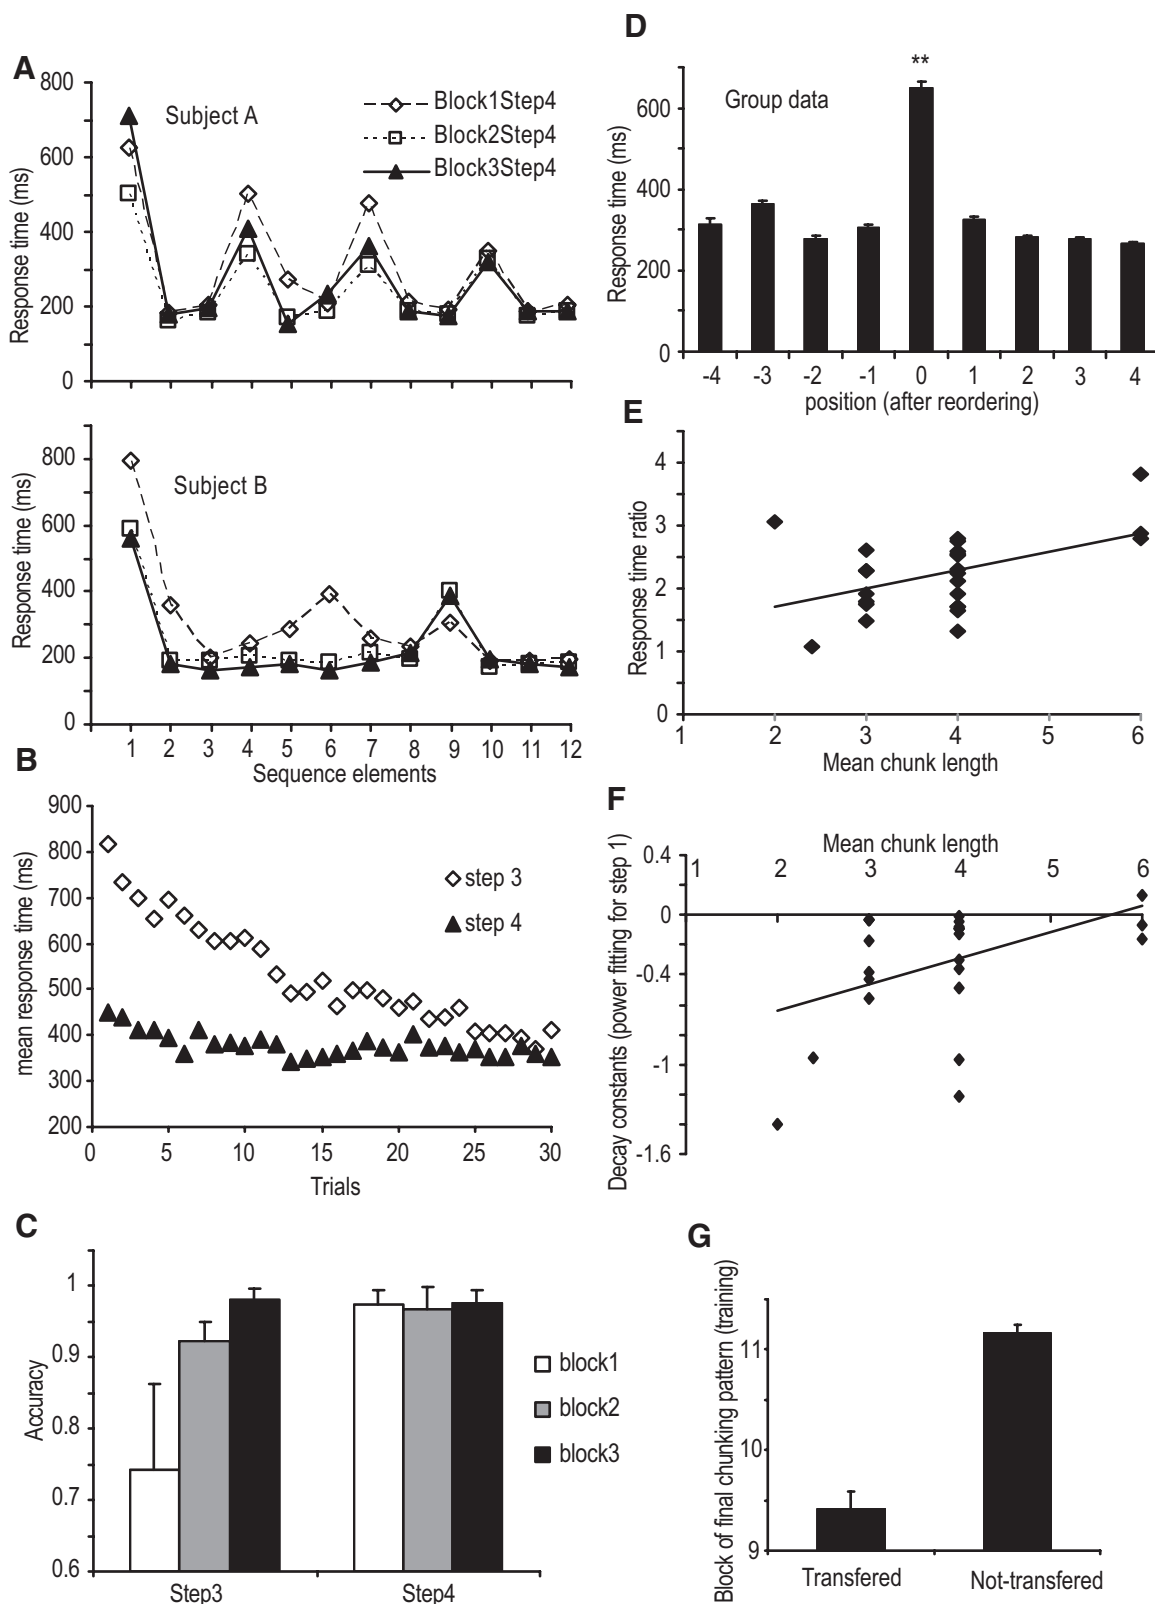 A
800
600
400
200
0
Response time (ms)
Subject A
Block1Step4
Block2Step4
Block3Step4
800
600
400
200
0
Response time (ms)
Subject B
1 2 3 4 5 6 7 8 9 10 11 12
Sequence elements
B
900
800
700
600
500
400
300
200
mean response time (ms)
step 3
step 4
0 5 10 15 20 25 30
Trials
C
1
0.9
0.8
0.7
0.6
Accuracy
block1
block2
block3
Step3 Step4
D
600
400
200
0
Response time (ms)
Group data
**
-4 -3 -2 -1 0 1 2 3 4
position (after reordering)
E
4
3
2
1
0
Response time ratio
1 2 3 4 5 6
Mean chunk length
F
Mean chunk length
1 2 3 4 5 6
0.4
0
-0.4
-1
-1.6
Decay constants (power fitting for step 1)
G
11
10
9
Block of final chunking pattern (training)
Transfered Not-transfered